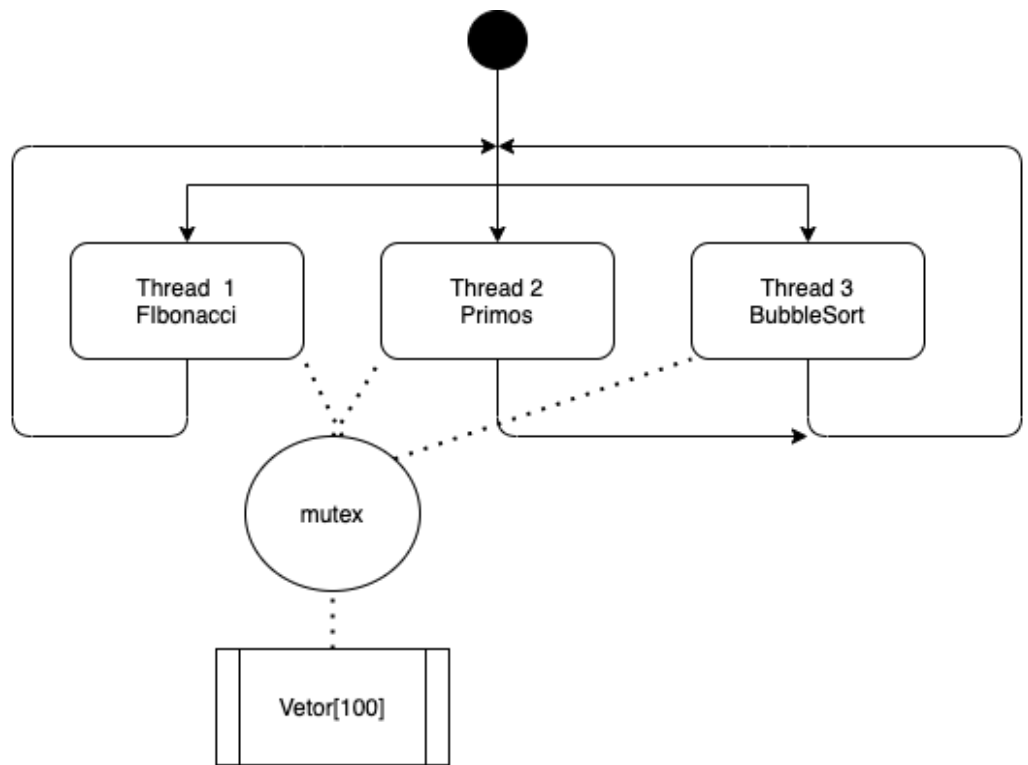 Thread 1
FIbonacci
Thread 2
Primos
Thread 3
BubbleSort
mutex
Vetor[100]